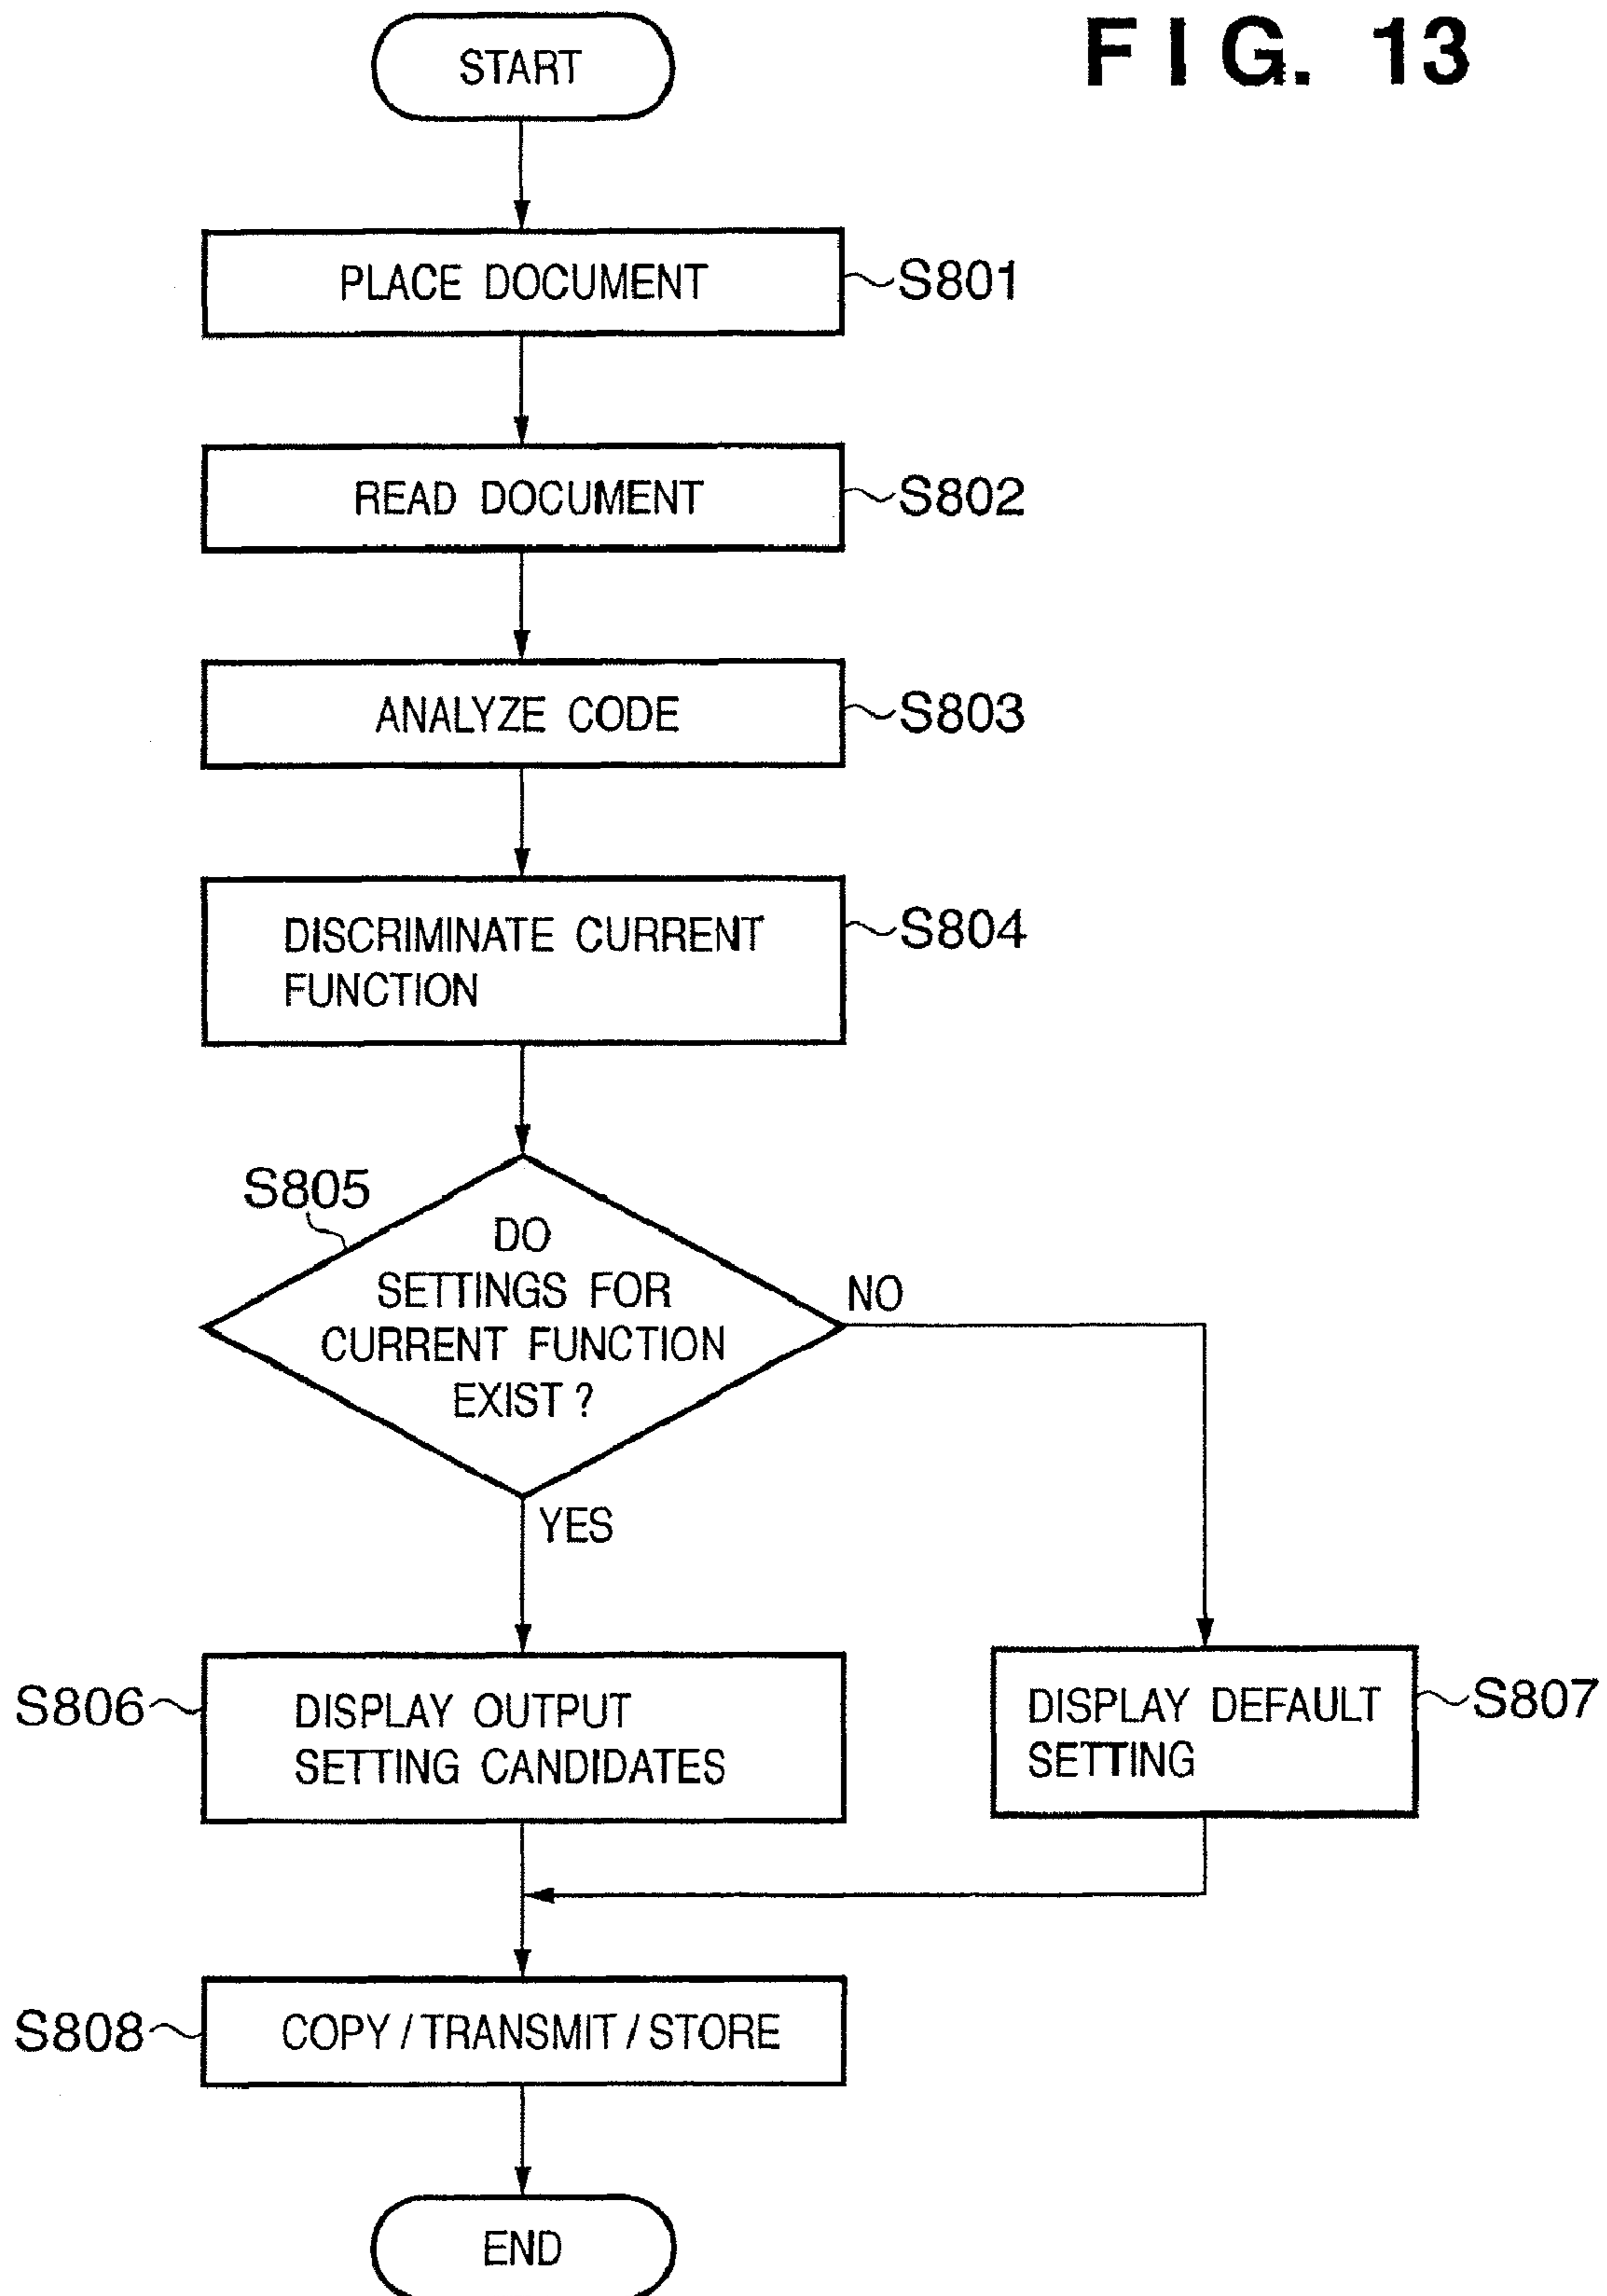 FIG. 13
START
PLACE DOCUMENT
S801
READ DOCUMENT
S802
ANALYZE CODE
S803
DISCRIMINATE CURRENT
FUNCTION
S804
S805
DO
SETTINGS FOR
CURRENT FUNCTION
EXIST?
NO
YES
S806
DISPLAY OUTPUT
SETTING CANDIDATES
DISPLAY DEFAULT
SETTING
S807
S808
COPY/TRANSMIT/STORE
END